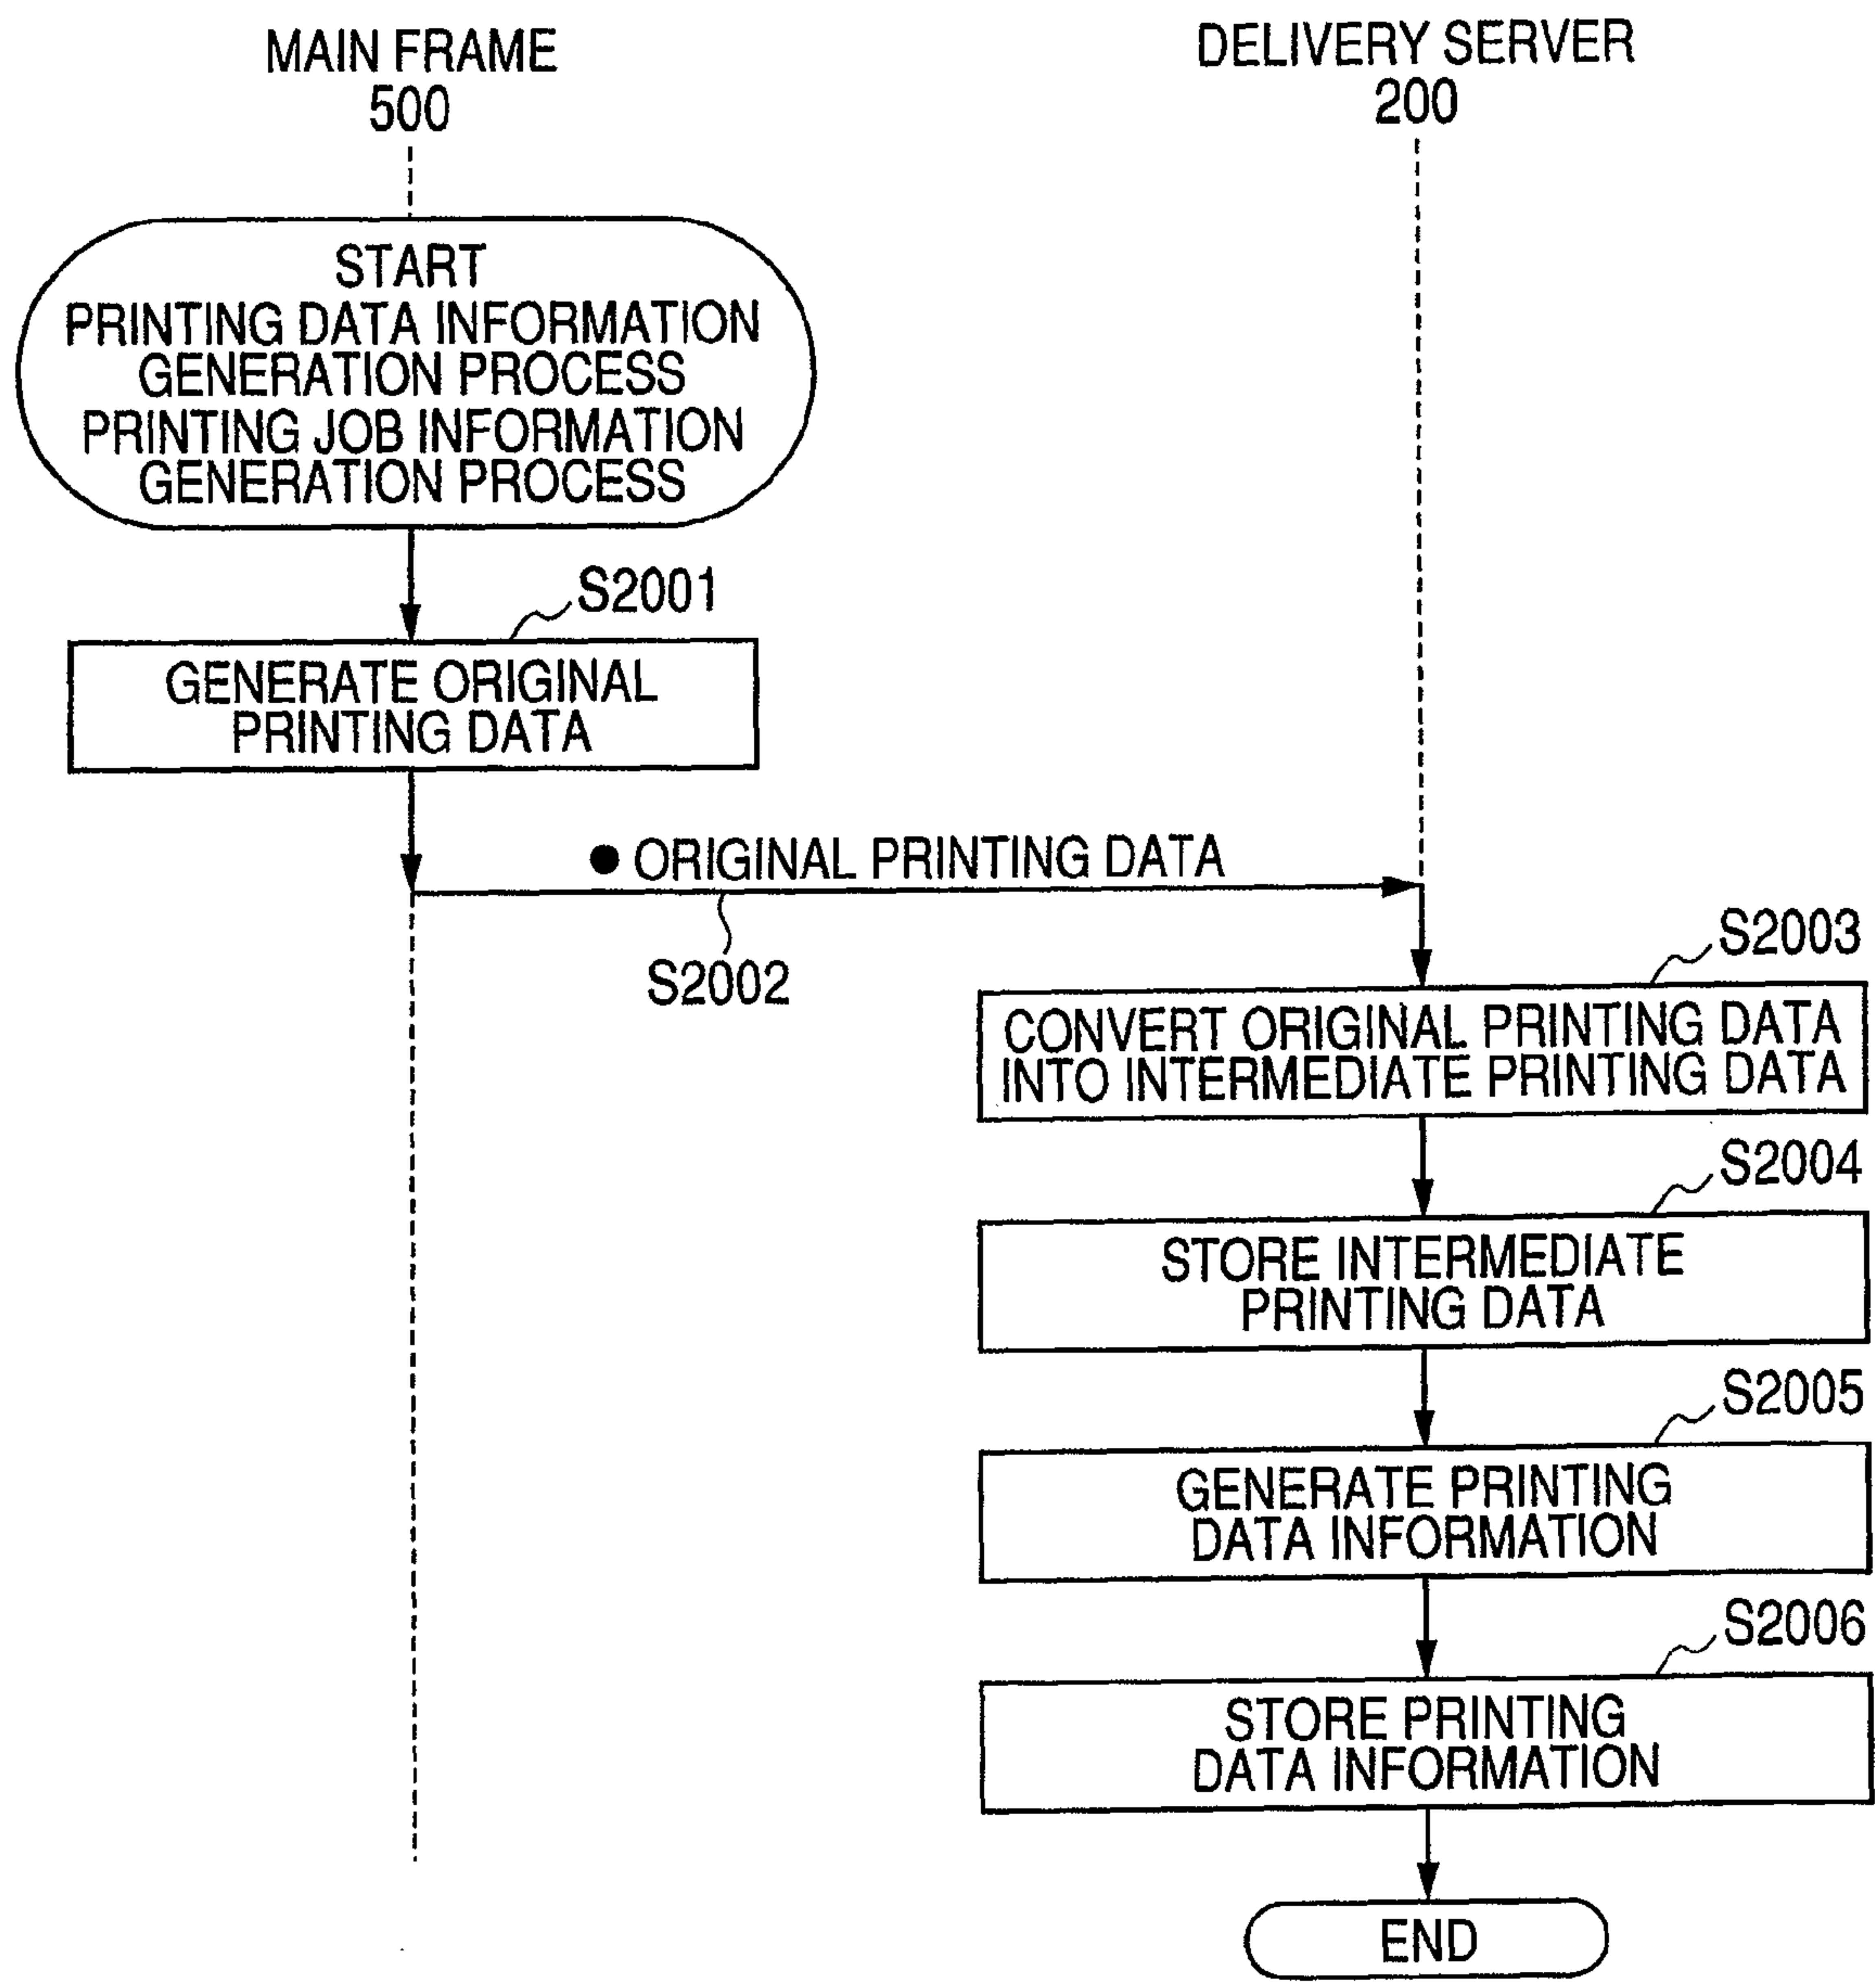 MAIN FRAME
500
DELIVERY SERVER
200
START
PRINTING DATA INFORMATION
GENERATION PROCESS
PRINTING JOB INFORMATION
GENERATION PROCESS
S2001
GENERATE ORIGINAL
PRINTING DATA
● ORIGINAL PRINTING DATA
S2002
S2003
CONVERT ORIGINAL PRINTING DATA
INTO INTERMEDIATE PRINTING DATA
S2004
STORE INTERMEDIATE
PRINTING DATA
S2005
GENERATE PRINTING
DATA INFORMATION
S2006
STORE PRINTING
DATA INFORMATION
END